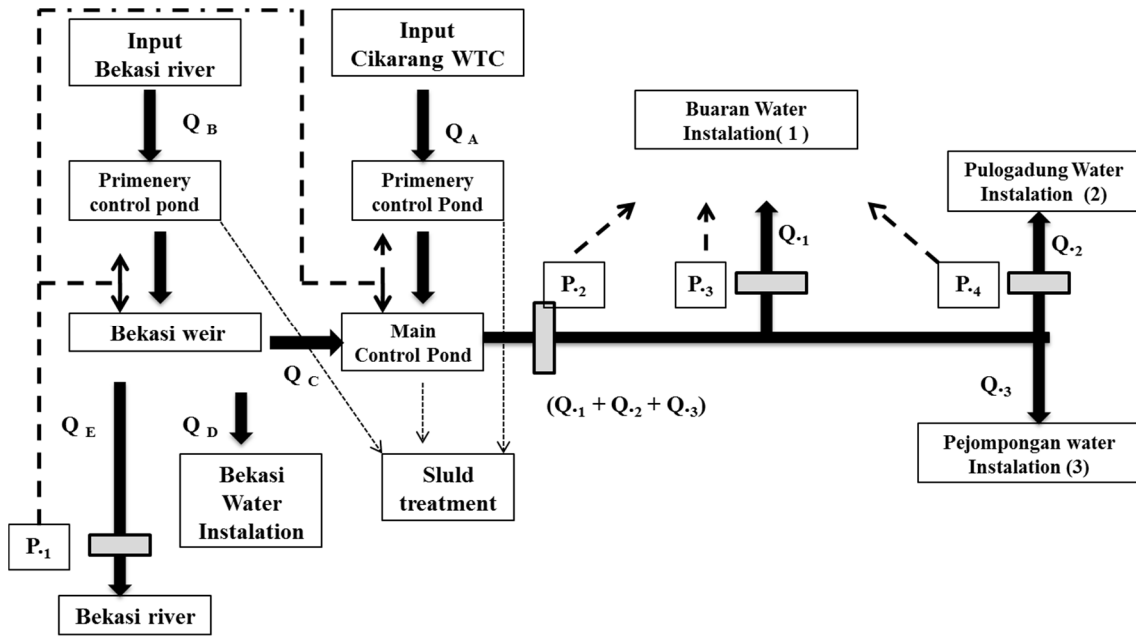 Input
Bekasi river
Input
Cikarang WTC
Q B
Q A
Buaran Water
Instalation( 1 )
Primenery
control pond
Primenery
control Pond
Pulogadung Water
Instalation (2)
Q.1
Q.2
P.2
P.3
P.4
Bekasi weir
Main
Control Pond
Q C
(Q.1 + Q.2 + Q.3)
Q.3
Q E
Q D
Pejompongan water
Instalation (3)
Bekasi
Water
Instalation
Sluld
treatment
P.1
Bekasi river